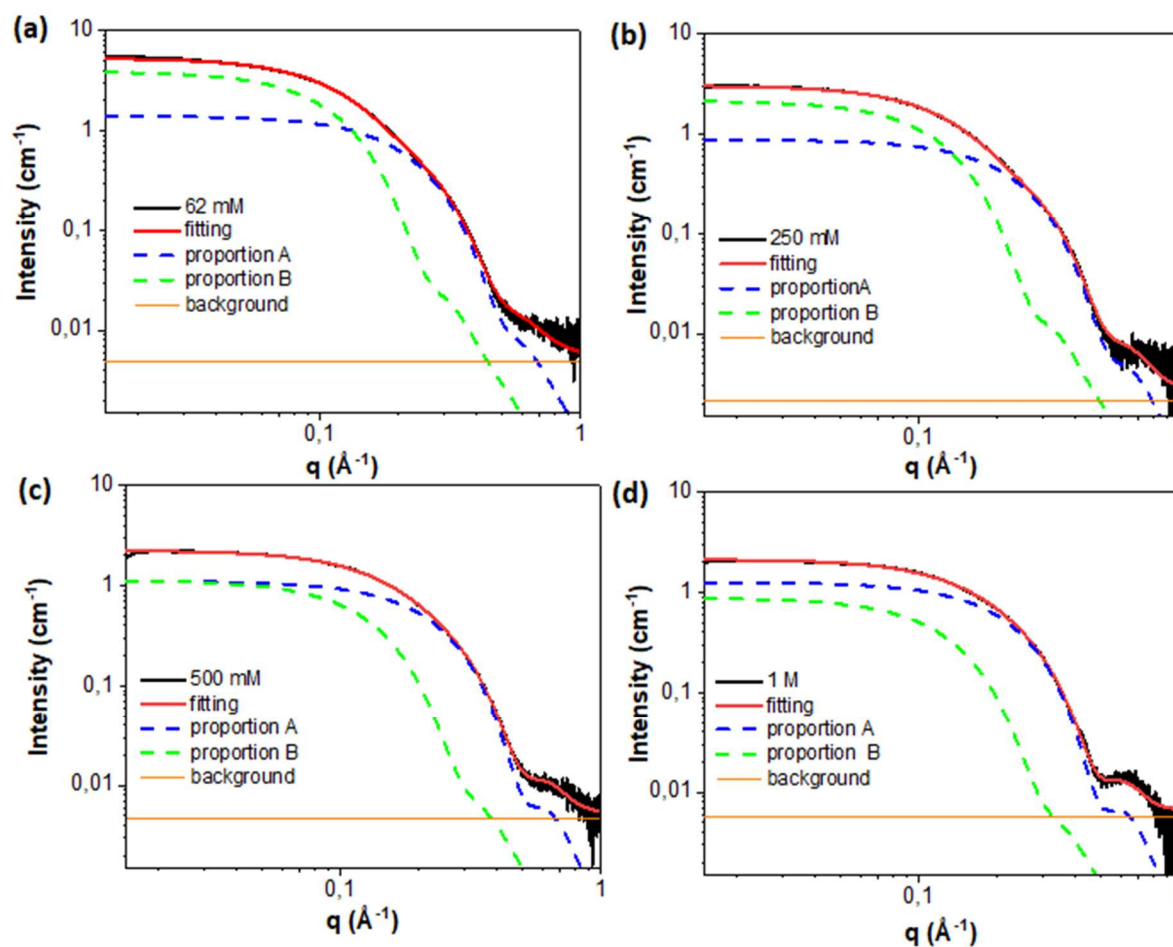 (a)
10
1
0,1
0,01
Intensity (cm⁻¹)
62 mM
fitting
proportion A
proportion B
background
0,1
1
q (Å⁻¹)
(b)
10
1
0,1
0,01
Intensity (cm⁻¹)
250 mM
fitting
proportionA
proportion B
background
0,1
q (Å⁻¹)
(c)
10
1
0,1
0,01
Intensity (cm⁻¹)
500 mM
fitting
proportion A
proportion B
background
0,1
1
q (Å⁻¹)
(d)
10
1
0,1
0,01
Intensity (cm⁻¹)
1 M
fitting
proportion A
proportion B
background
0,1
q (Å⁻¹)